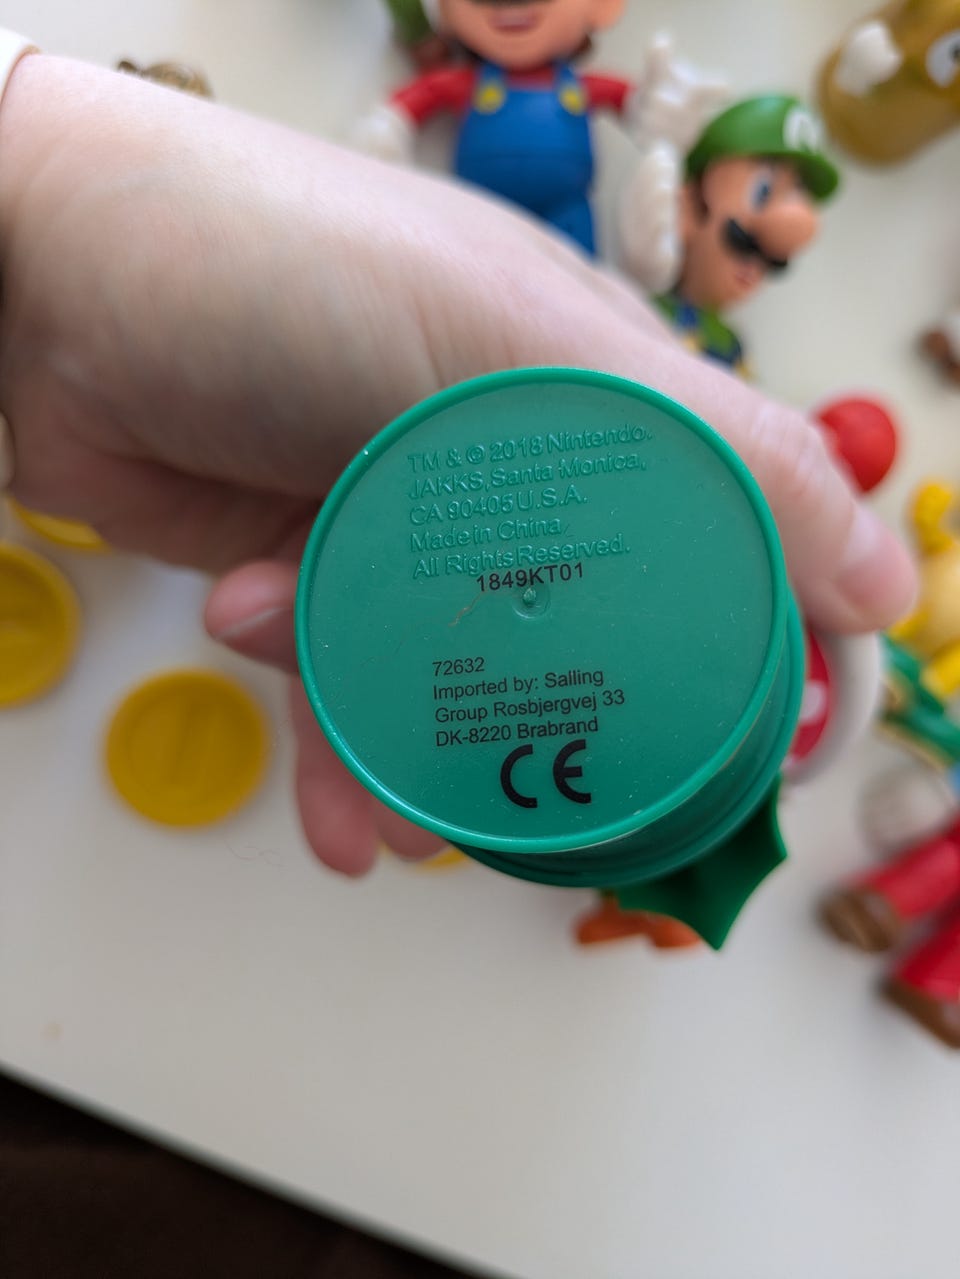 TM & © 2018 Nintendo.
JAKKS, Santa Monica,
CA 90405 U.S.A.
Made in China
All Rights Reserved.
1849KT01
72632
Imported by: Salling
Group Rosbjergvej 33
DK-8220 Brabrand
CE